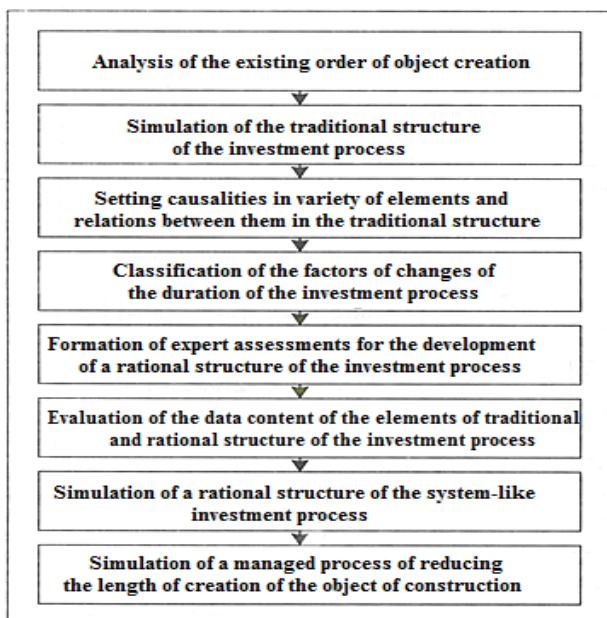 Analysis of the existing order of object creation
Simulation of the traditional structure
of the investment process
Setting causalities in variety of elements and
relations between them in the traditional structure
Classification of the factors of changes of
the duration of the investment process
Formation of expert assessments for the development
of a rational structure of the investment process
Evaluation of the data content of the elements of traditional
and rational structure of the investment process
Simulation of a rational structure of the system-like
investment process
Simulation of a managed process of reducing
the length of creation of the object of construction